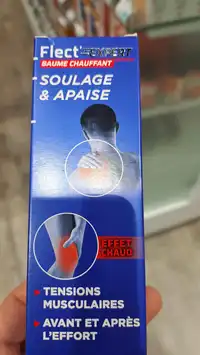 Flect'EXPERT
BAUME CHAUFFANT
SOULAGE
& APAISE
EFFET
CHAUD
• TENSIONS
MUSCULAIRES
• AVANT ET APRÈS
L'EFFORT